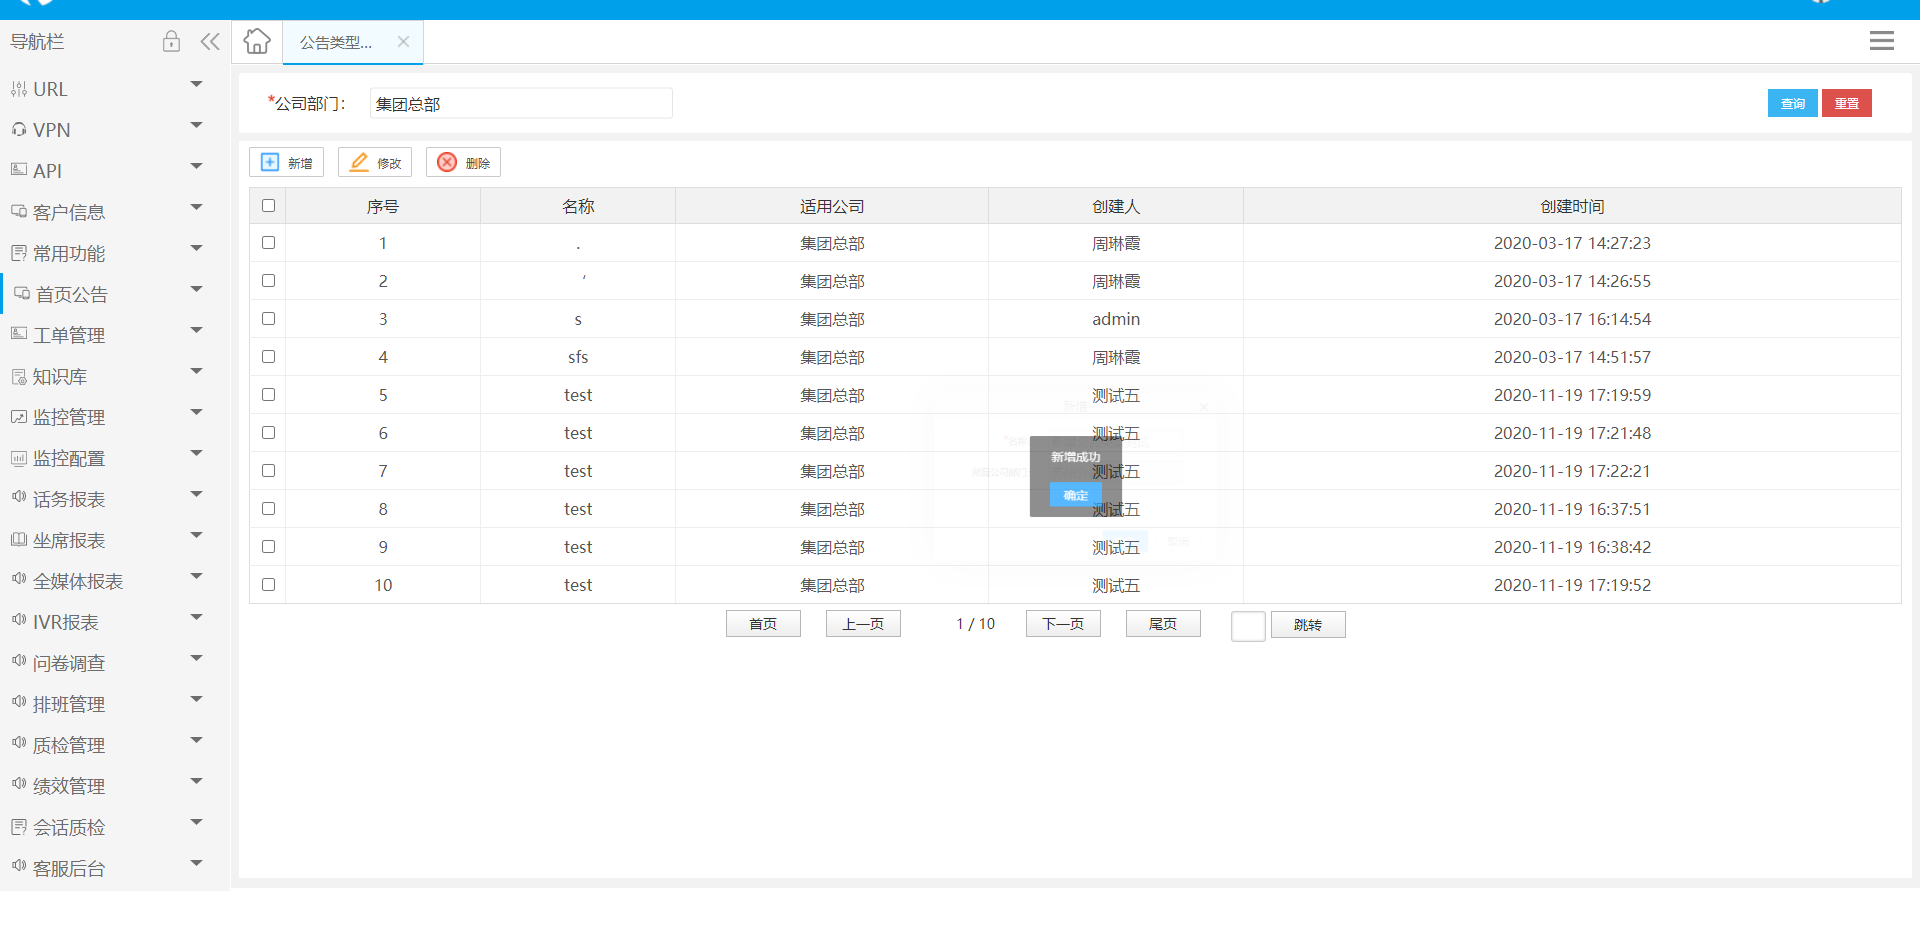 导航栏
公告类型...
URL
VPN
API
客户信息
常用功能
首页公告
工单管理
知识库
监控管理
监控配置
话务报表
坐席报表
全媒体报表
IVR报表
问卷调查
排班管理
质检管理
绩效管理
会话质检
客服后台
*公司部门： 集团总部 查询 重置
新增 修改 删除
序号 名称 适用公司 创建人 创建时间
1 . 集团总部 周琳霞 2020-03-17 14:27:23
2 ‘ 集团总部 周琳霞 2020-03-17 14:26:55
3 s 集团总部 admin 2020-03-17 16:14:54
4 sfs 集团总部 周琳霞 2020-03-17 14:51:57
5 test 集团总部 测试五 2020-11-19 17:19:59
6 test 集团总部 测试五 2020-11-19 17:21:48
7 test 集团总部 测试五 2020-11-19 17:22:21
8 test 集团总部 测试五 2020-11-19 16:37:51
9 test 集团总部 测试五 2020-11-19 16:38:42
10 test 集团总部 测试五 2020-11-19 17:19:52
新增成功
确定
首页 上一页 1 / 10 下一页 尾页 跳转